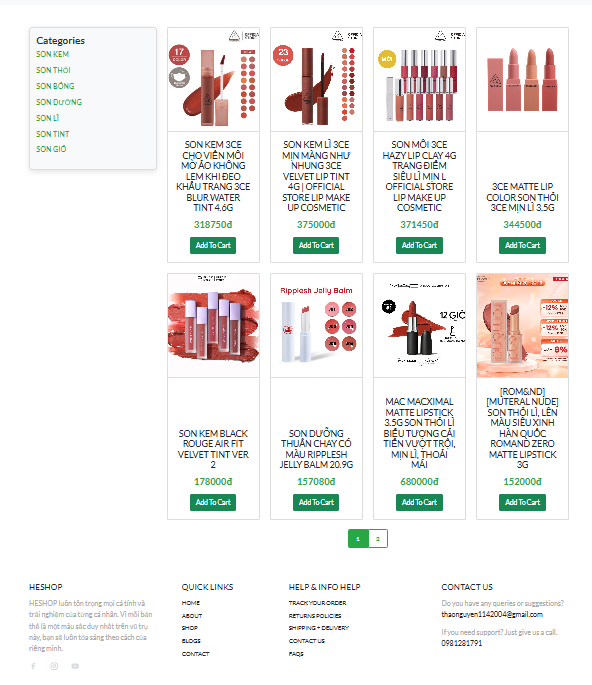 Categories
SON KEM
SON THỎI
SON BÓNG
SON DƯỠNG
SON LÌ
SON TINT
SON GIÓ
17
COLOR
SON KEM 3CE
CHO VIỀN MÔI
MỜ ẢO KHÔNG
LEM KHI ĐEO
KHẨU TRANG 3CE
BLUR WATER
TINT 4.6G
318750đ
Add To Cart
23
COLOR
SON KEM LÌ 3CE
MỊN MÀNG NHƯ
NHUNG 3CE
VELVET LIP TINT
4G | OFFICIAL
STORE LIP MAKE
UP COSMETIC
375000đ
Add To Cart
MỚI
SON MÔI 3CE
HAZY LIP CLAY 4G
TRANG ĐIỂM
SIÊU LÌ MỊN L
OFFICIAL STORE
LIP MAKE UP
COSMETIC
371450đ
Add To Cart
3CE MATTE LIP
COLOR SON THỎI
3CE MỊN LÌ 3.5G
344500đ
Add To Cart
SON KEM BLACK
ROUGE AIR FIT
VELVET TINT VER
2
178000đ
Add To Cart
Ripplesh Jelly Balm
SON DƯỠNG
THUẦN CHAY CÓ
MÀU RIPPLESH
JELLY BALM 20.9G
157080đ
Add To Cart
12 GIỜ
MAC MACXIMAL
MATTE LIPSTICK
3.5G SON THỎI LÌ
BIỂU TƯỢNG CẢI
TIẾN VƯỢT TRỘI,
MỊN LÌ, THOẢI
MÁI
680000đ
Add To Cart
-12%
-12%
8%
[ROM&ND]
[MUTERAL NUDE]
SON THỎI LÌ, LÊN
MÀU SIÊU XINH
HÀN QUỐC
ROMAND ZERO
MATTE LIPSTICK
3G
152000đ
Add To Cart
1 2
HESHOP
HESHOP luôn tôn trọng mọi cá tính và
trải nghiệm của từng cá nhân. Vì mỗi bản
thể là một màu sắc duy nhất trên vũ trụ
này, bạn sẽ luôn tỏa sáng theo cách của
riêng mình.
QUICK LINKS
HOME
ABOUT
SHOP
BLOGS
CONTACT
HELP & INFO HELP
TRACK YOUR ORDER
RETURNS POLICIES
SHIPPING + DELIVERY
CONTACT US
FAQS
CONTACT US
Do you have any queries or suggestions?
thaonguyen1142004@gmail.com
If you need support? Just give us a call.
0981281791